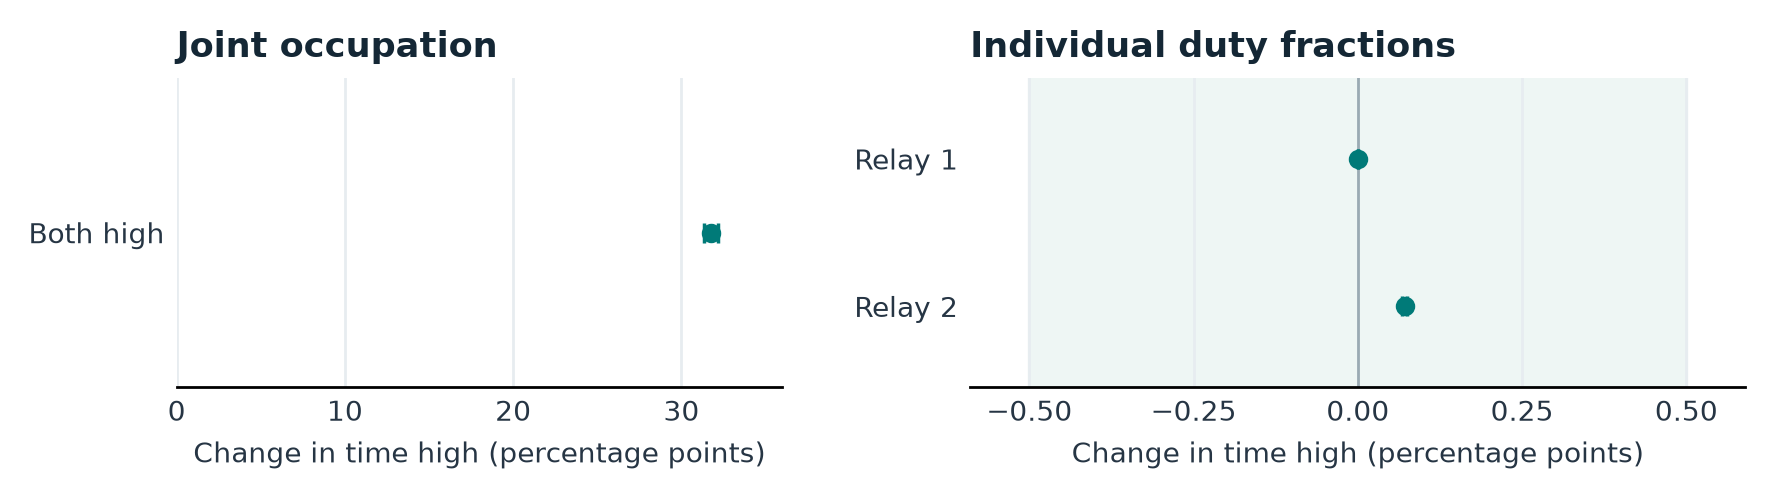 Joint occupation
Both high
0 10 20 30
Change in time high (percentage points)
Individual duty fractions
Relay 1
Relay 2
−0.50 −0.25 0.00 0.25 0.50
Change in time high (percentage points)